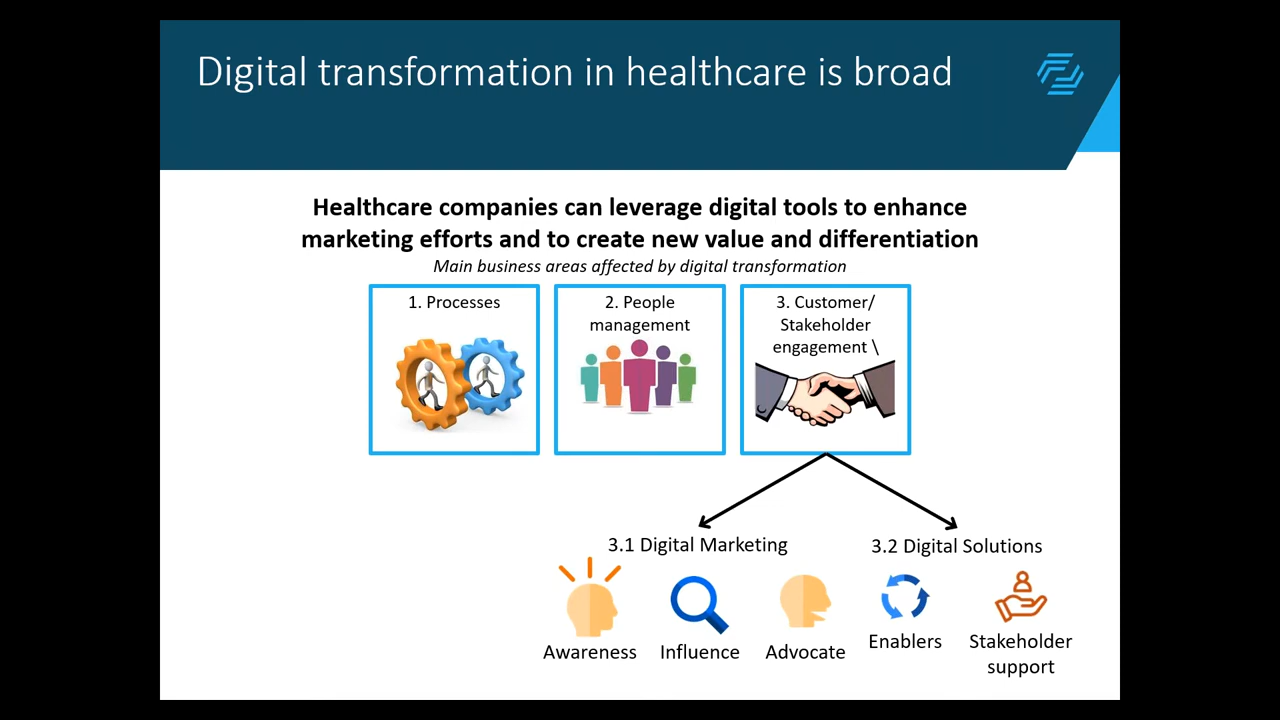 Digital transformation in healthcare is broad
Healthcare companies can leverage digital tools to enhance
marketing efforts and to create new value and differentiation
Main business areas affected by digital transformation
1. Processes
2. People
management
3. Customer/
Stakeholder
engagement \
3.1 Digital Marketing
3.2 Digital Solutions
Awareness
Influence
Advocate
Enablers
Stakeholder
support